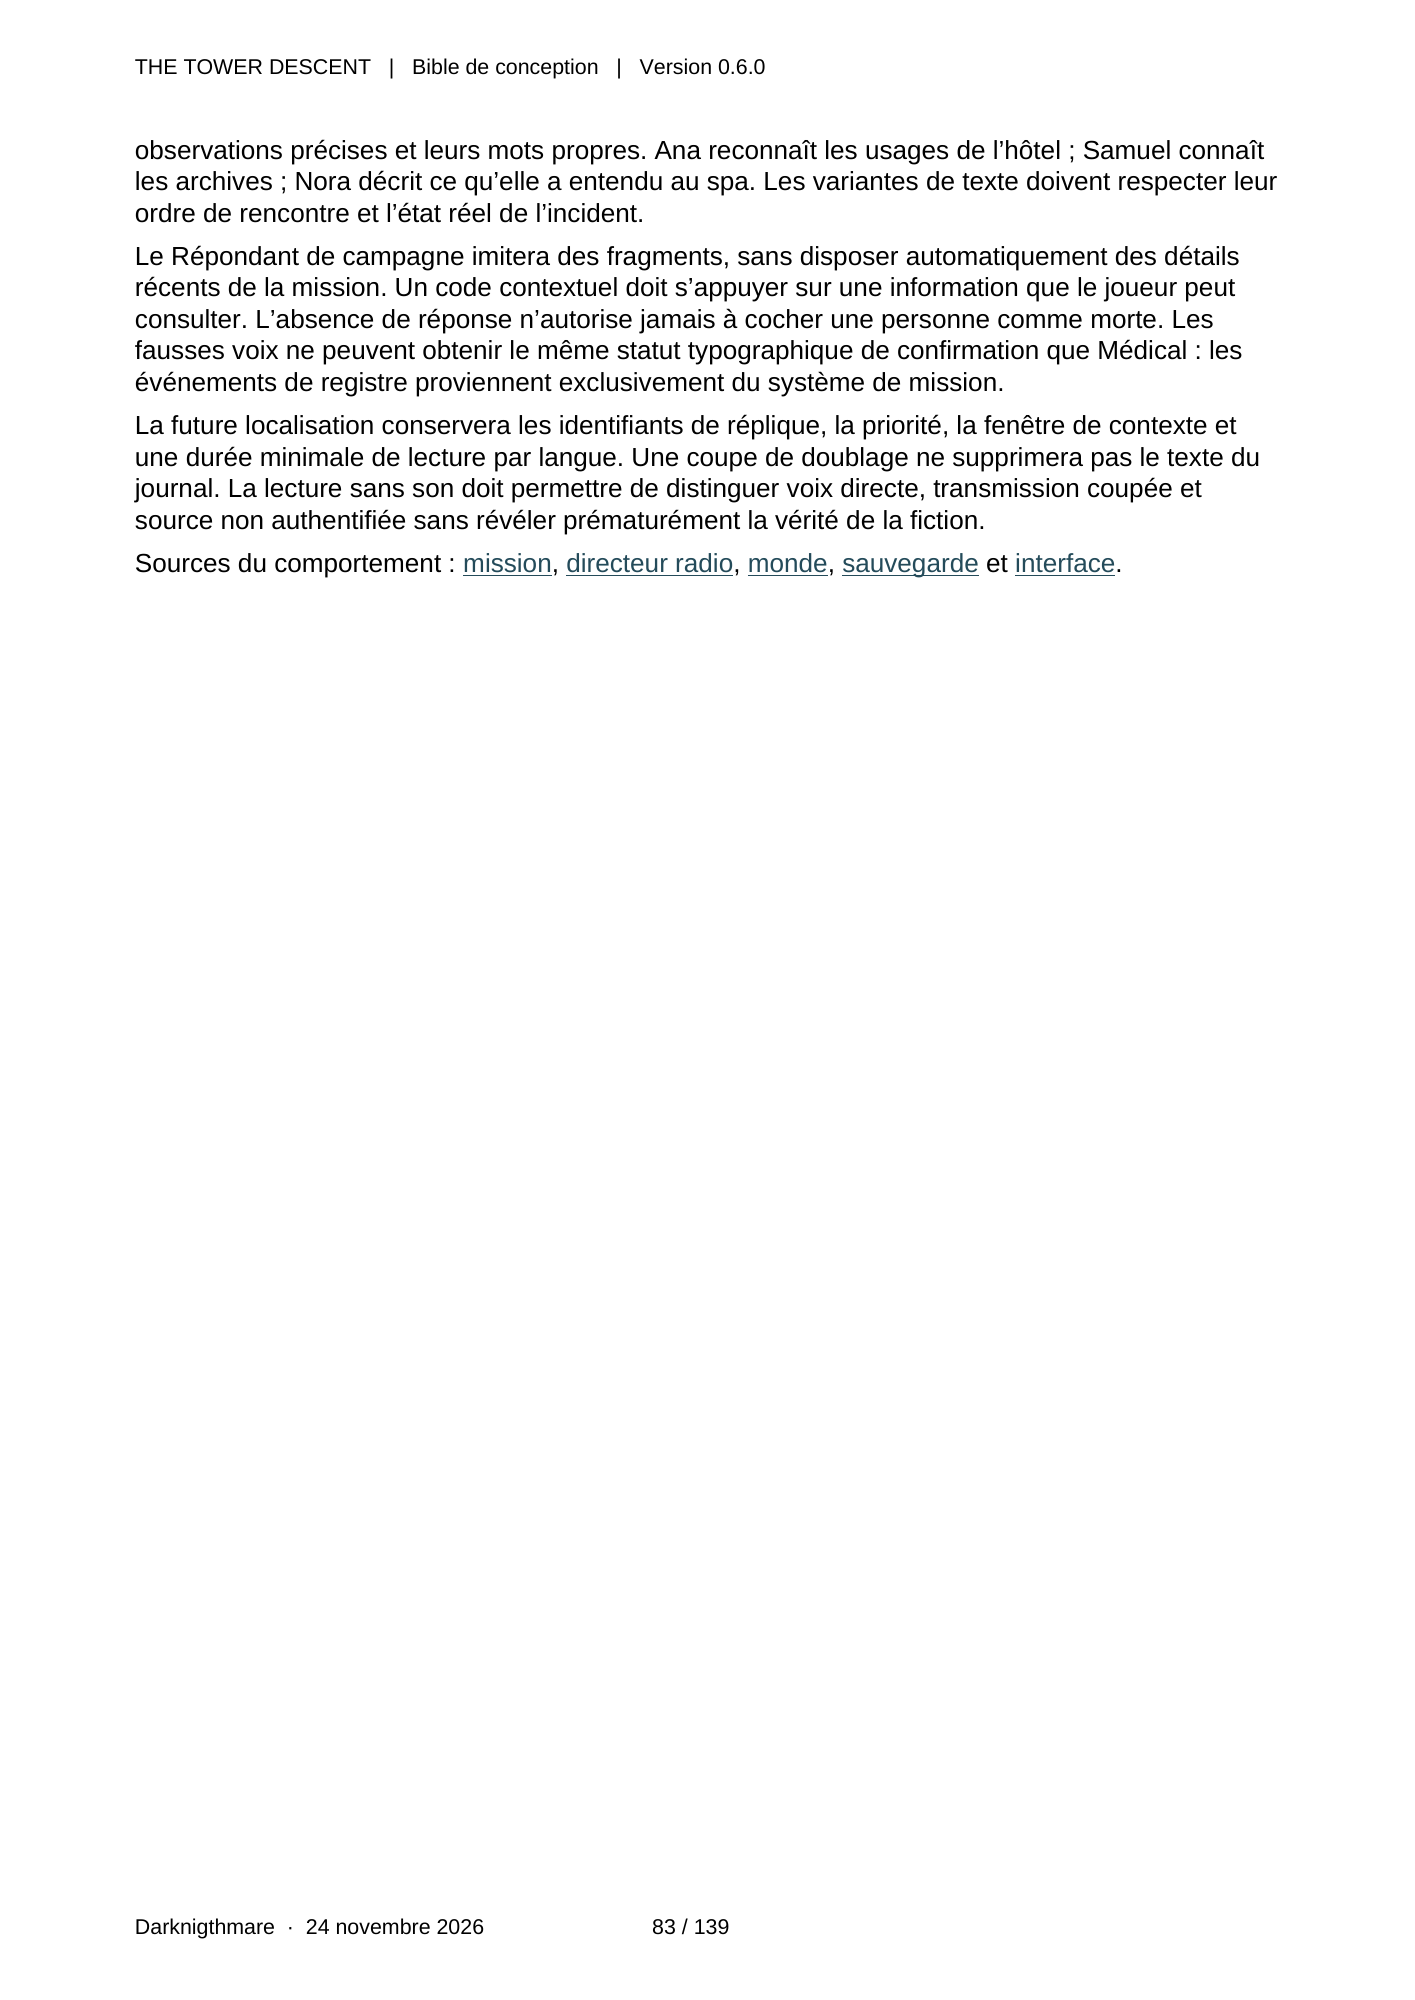 THE TOWER DESCENT | Bible de conception | Version 0.6.0
observations précises et leurs mots propres. Ana reconnaît les usages de l’hôtel ; Samuel connaît
les archives ; Nora décrit ce qu’elle a entendu au spa. Les variantes de texte doivent respecter leur
ordre de rencontre et l’état réel de l’incident.
Le Répondant de campagne imitera des fragments, sans disposer automatiquement des détails
récents de la mission. Un code contextuel doit s’appuyer sur une information que le joueur peut
consulter. L’absence de réponse n’autorise jamais à cocher une personne comme morte. Les
fausses voix ne peuvent obtenir le même statut typographique de confirmation que Médical : les
événements de registre proviennent exclusivement du système de mission.
La future localisation conservera les identifiants de réplique, la priorité, la fenêtre de contexte et
une durée minimale de lecture par langue. Une coupe de doublage ne supprimera pas le texte du
journal. La lecture sans son doit permettre de distinguer voix directe, transmission coupée et
source non authentifiée sans révéler prématurément la vérité de la fiction.
Sources du comportement : mission, directeur radio, monde, sauvegarde et interface.
Darknigthmare · 24 novembre 2026 83 / 139